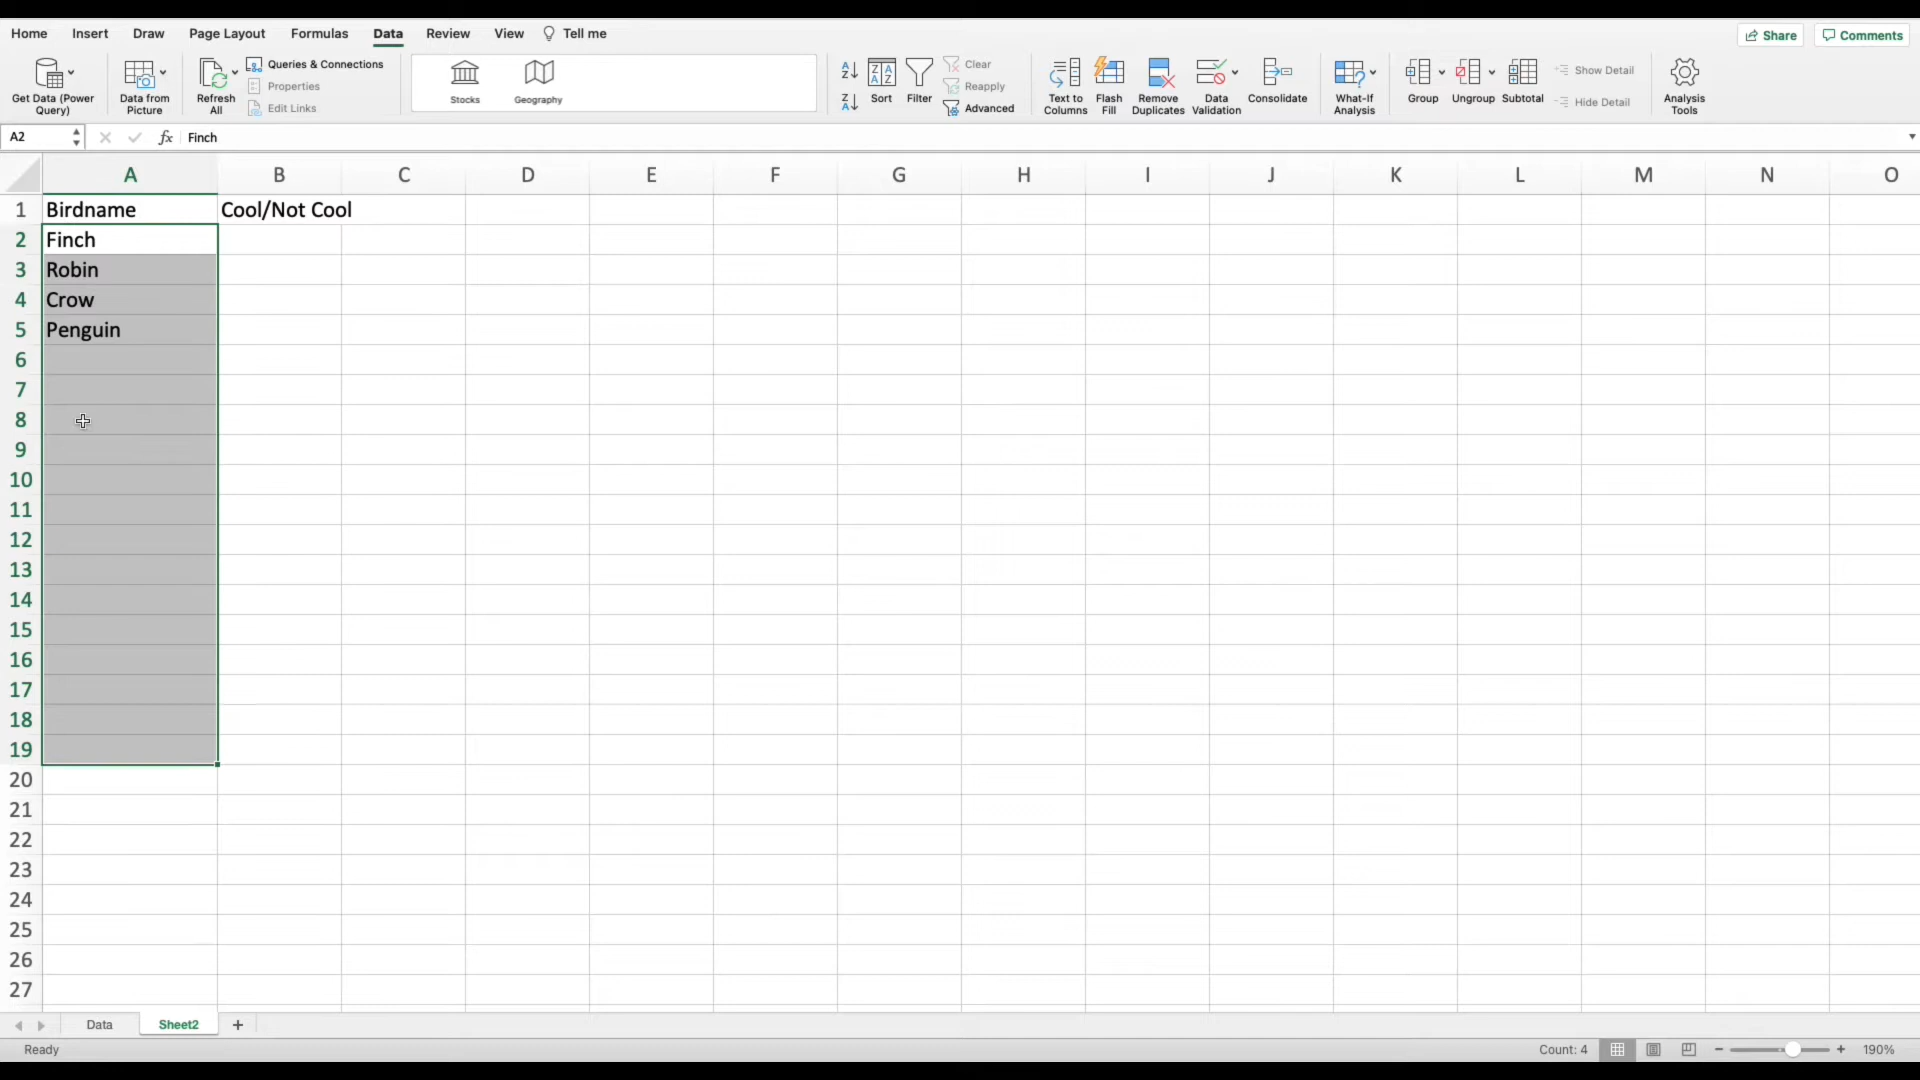 Home Insert Draw Page Layout Formulas Data Review View Tell me Share Comments
Get Data (Power Query)
Data from Picture
Refresh All
Queries & Connections
Properties
Edit Links
Stocks
Geography
Sort
Filter
Clear
Reapply
Advanced
Text to Columns
Flash Fill
Remove Duplicates
Data Validation
Consolidate
What-If Analysis
Group
Ungroup
Subtotal
Show Detail
Hide Detail
Analysis Tools
A2 fx Finch
A B C D E F G H I J K L M N O
1 Birdname Cool/Not Cool
2 Finch
3 Robin
4 Crow
5 Penguin
6
7
8
9
10
11
12
13
14
15
16
17
18
19
20
21
22
23
24
25
26
27
Data Sheet2 +
Ready Count: 4 190%